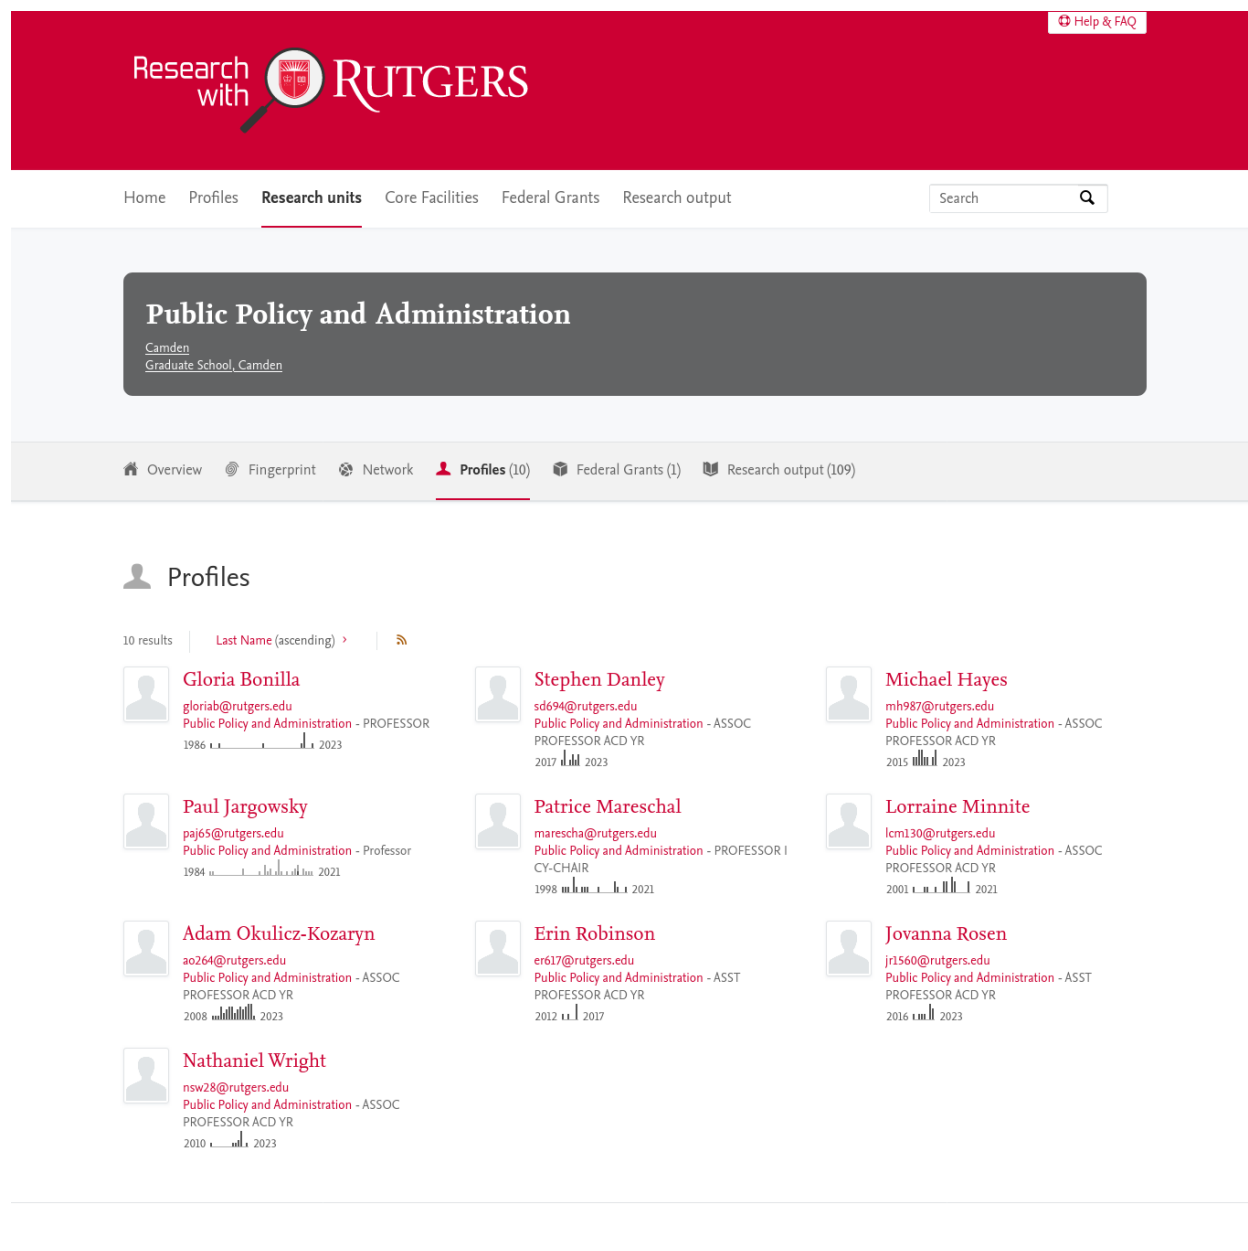 Help & FAQ
Research with RUTGERS
Home Profiles Research units Core Facilities Federal Grants Research output Search
Public Policy and Administration
Camden
Graduate School, Camden
Overview Fingerprint Network Profiles (10) Federal Grants (1) Research output (109)
Profiles
10 results Last Name (ascending)
Gloria Bonilla
gloriab@rutgers.edu
Public Policy and Administration - PROFESSOR
1986 2023
Stephen Danley
sd694@rutgers.edu
Public Policy and Administration - ASSOC
PROFESSOR ACD YR
2017 2023
Michael Hayes
mh987@rutgers.edu
Public Policy and Administration - ASSOC
PROFESSOR ACD YR
2015 2023
Paul Jargowsky
paj65@rutgers.edu
Public Policy and Administration - Professor
1984 2021
Patrice Mareschal
marescha@rutgers.edu
Public Policy and Administration - PROFESSOR I
CY-CHAIR
1998 2021
Lorraine Minnite
lcm130@rutgers.edu
Public Policy and Administration - ASSOC
PROFESSOR ACD YR
2001 2021
Adam Okulicz-Kozaryn
ao264@rutgers.edu
Public Policy and Administration - ASSOC
PROFESSOR ACD YR
2008 2023
Erin Robinson
er617@rutgers.edu
Public Policy and Administration - ASST
PROFESSOR ACD YR
2012 2017
Jovanna Rosen
jr1560@rutgers.edu
Public Policy and Administration - ASST
PROFESSOR ACD YR
2016 2023
Nathaniel Wright
nsw28@rutgers.edu
Public Policy and Administration - ASSOC
PROFESSOR ACD YR
2010 2023